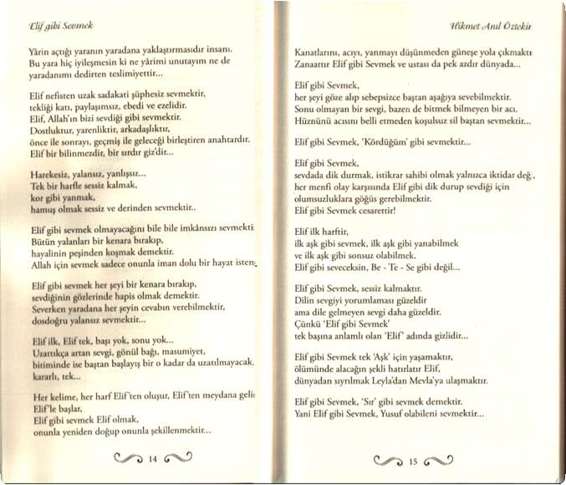 Elif gibi Sevmek
Yârin açtığı yaranın yaradana yaklaştırmasıdır insanı.
Bu yara hiç iyileşmesin ki ne yârimi unutayım ne de
yaradanımı dedirten teslimiyettir...
Elif nefisten uzak sadakati şüphesiz sevmektir,
tekliği katı, paylaşımsız, ebedi ve ezelidir.
Elif, Allah'ın bizi sevdiği gibi sevmektir.
Dostluktur, yarenliktir, arkadaşlıktır,
önce ile sonrayı, geçmiş ile geleceği birleştiren anahtardır.
Elif bir bilinmezdir, bir sırdır giz'dir...
Harekesiz, yalansız, yanlışsız...
Tek bir harfle sessiz kalmak,
kor gibi yanmak,
hamuş olmak sessiz ve derinden sevmektir..
Elif gibi sevmek olmayacağını bile bile imkânsızı sevmekti
Bütün yalanları bir kenara bırakıp,
hayalinin peşinden koşmak demektir.
Allah için sevmek sadece onunla iman dolu bir hayat istem
Elif gibi sevmek her şeyi bir kenara bırakıp,
sevdiğinin gözlerinde hapis olmak demektir.
Severken yaradana her şeyin cevabını verebilmektir,
dosdoğru yalansız sevmektir...
Elif ilk, Elif tek, başı yok, sonu yok...
Uzattıkça artan sevgi, gönül bağı, masumiyet,
bitiminde ise baştan başlayış bir o kadar da uzatılmayacak,
kararlı, tek...
Her kelime, her harf Elif'ten oluşur, Elif'ten meydana geli
Elif'le başlar,
Elif gibi sevmek Elif olmak,
onunla yeniden doğup onunla şekillenmektir...
14
Hikmet Anıl Öztekin
Kanatlarını, acıyı, yanmayı düşünmeden güneşe yola çıkmaktır
Zanaattır Elif gibi Sevmek ve ustası da pek azdır dünyada...
Elif gibi Sevmek,
her şeyi göze alıp sebepsizce baştan aşağıya sevebilmektir.
Sonu olmayan bir sevgi, bazen de bitmek bilmeyen bir acı.
Hüznünü acısını belli etmeden koşulsuz sil baştan sevmektir...
Elif gibi Sevmek, 'Kördüğüm' gibi sevmektir...
Elif gibi Sevmek,
sevdada dik durmak, istikrar sahibi olmak yalnızca iktidar değ.,
her menfi olay karşısında Elif gibi dik durup sevdiği için
olumsuzluklara göğüs gerebilmektir.
Elif gibi Sevmek cesarettir!
Elif ilk harftir,
ilk aşk gibi sevmek, ilk aşk gibi yanabilmek
ve ilk aşk gibi sonsuz olabilmek.
Elif gibi seveceksin, Be - Te - Se gibi değil...
Elif gibi Sevmek, sessiz kalmaktır.
Dilin sevgiyi yorumlaması güzeldir
ama dile gelmeyen sevgi daha güzeldir.
Çünkü 'Elif gibi Sevmek'
tek başına anlamlı olan 'Elif' adında gizlidir...
Elif gibi Sevmek tek 'Aşk' için yaşamaktır,
ölümünde alacağın şekli hatırlatır Elif,
dünyadan sıyrılmak Leyla'dan Mevla'ya ulaşmaktır.
Elif gibi Sevmek, 'Sır' gibi sevmek demektir.
Yani Elif gibi Sevmek, Yusuf olabileni sevmektir...
15